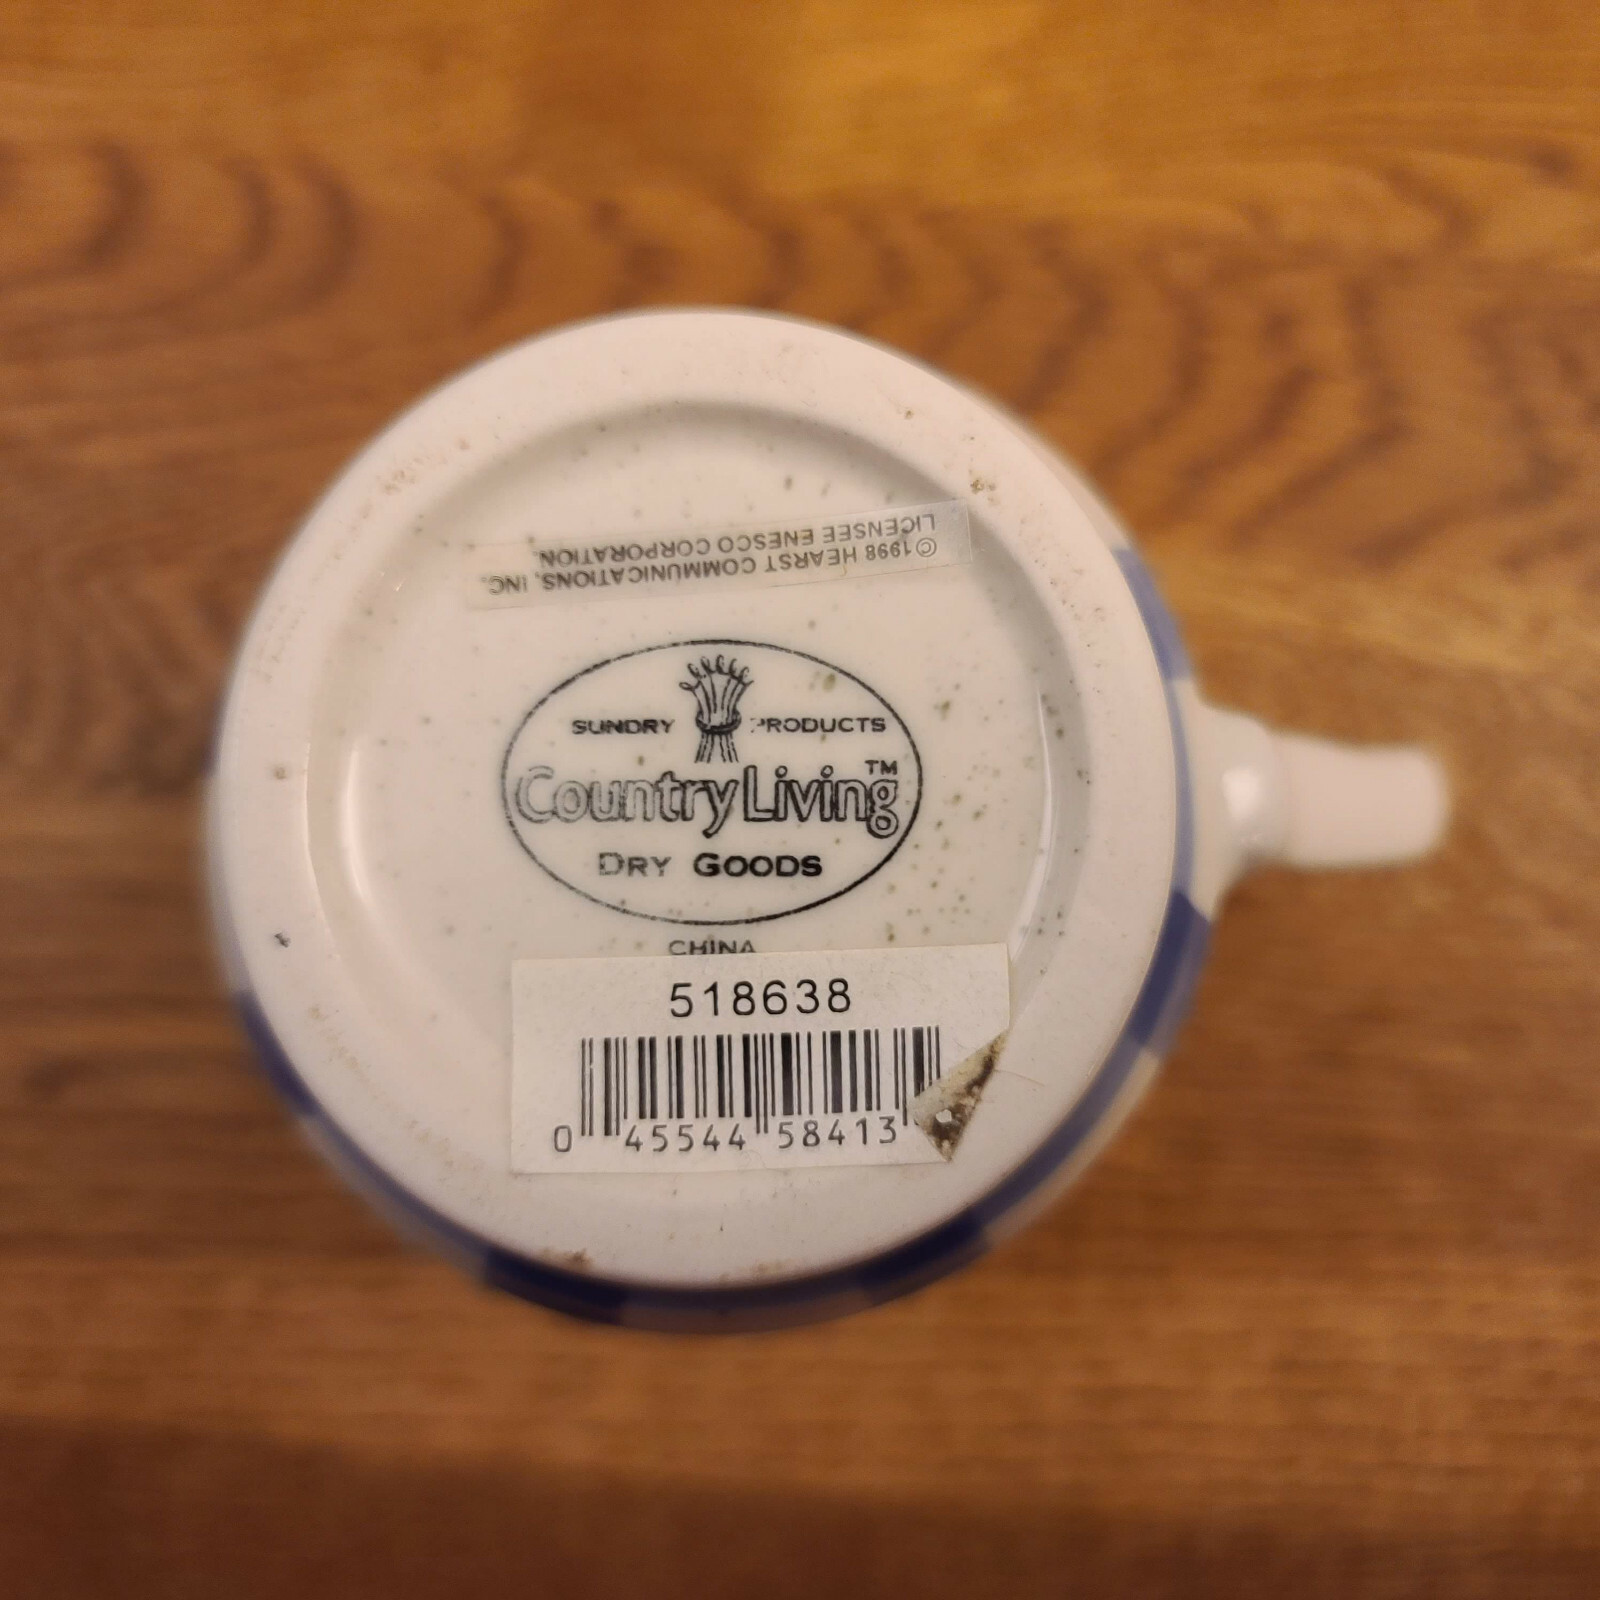 ©1998 HEARST COMMUNICATIONS, INC.
LICENSEE ENESCO CORPORATION.
SUNDRY PRODUCTS
Country Living™
DRY GOODS
CHINA
518638
0 45544 58413